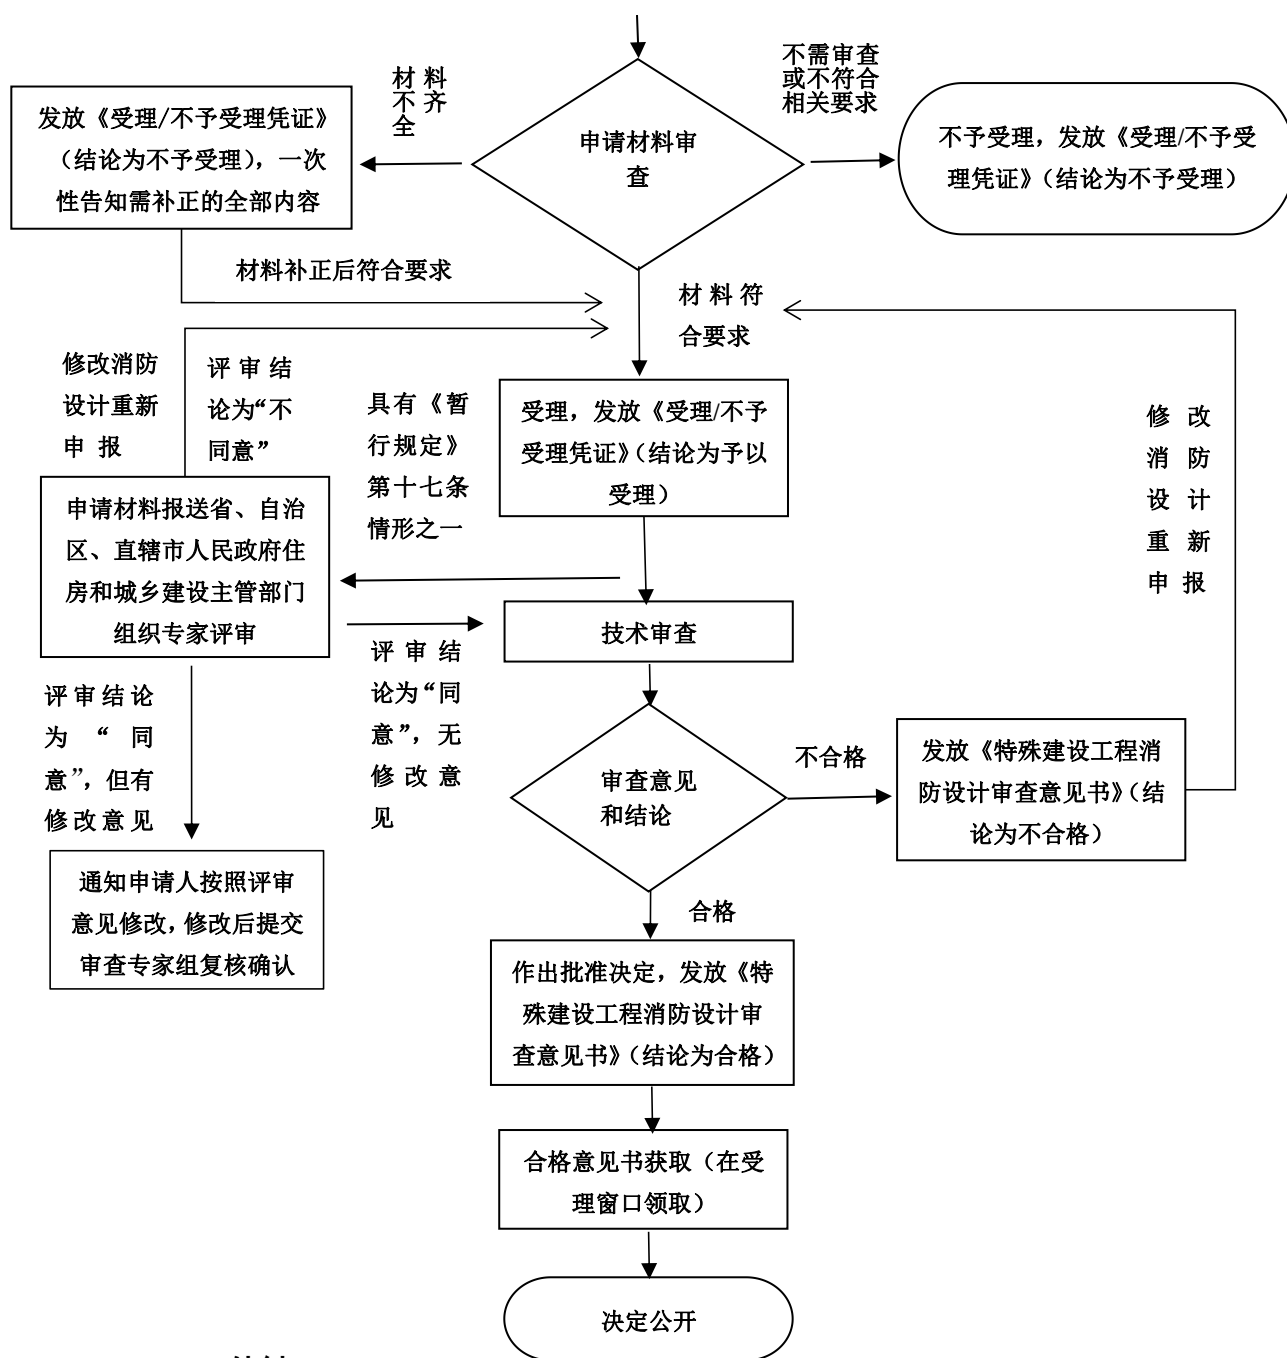 材料
不齐
全
不需审查
或不符合
相关要求
发放《受理/不予受理凭证》
（结论为不予受理），一次
性告知需补正的全部内容
申请材料审
查
不予受理，发放《受理/不予受
理凭证》（结论为不予受理）
材料补正后符合要求
材料符
合要求
修改消防
设计重新
申报
评审结
论为“不
同意”
具有《暂
行规定》
第十七条
情形之一
受理，发放《受理/不予
受理凭证》（结论为予以
受理）
修改
消防
设计
重新
申报
申请材料报送省、自治
区、直辖市人民政府住
房和城乡建设主管部门
组织专家评审
技术审查
评审结论
为“同
意”，但有
修改意见
评审结
论为“同
意”，无
修改意
见
审查意见
和结论
不合格
发放《特殊建设工程消
防设计审查意见书》（结
论为不合格）
通知申请人按照评审
意见修改，修改后提交
审查专家组复核确认
合格
作出批准决定，发放《特
殊建设工程消防设计审
查意见书》（结论为合格）
合格意见书获取（在受
理窗口领取）
决定公开